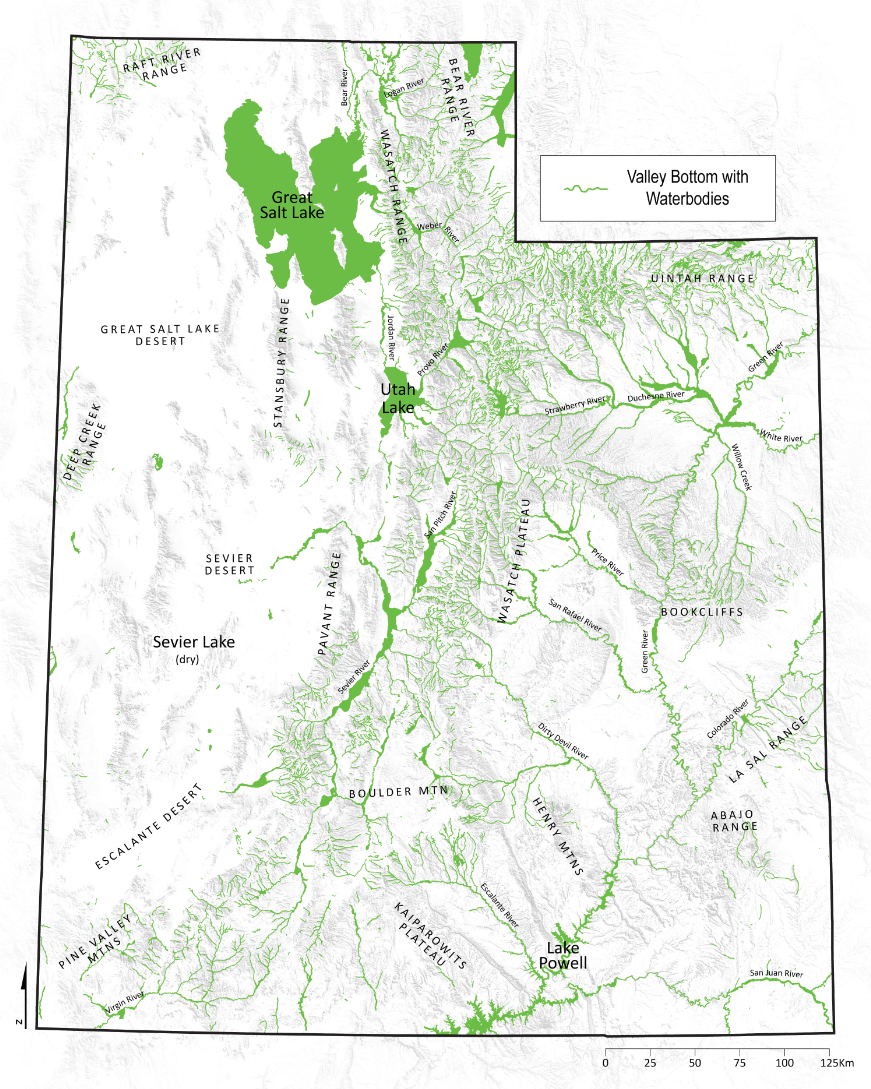 RAFT RIVER
RANGE
Bear River
Logan River
BEAR RIVER
RANGE
WASATCH RANGE
Valley Bottom with
Waterbodies
Great
Salt Lake
Weber River
UINTAH RANGE
GREAT SALT LAKE
DESERT
STANSBURY RANGE
Jordan River
Provo River
Green River
Utah
Lake
Strawberry River
Duchesne River
White River
DEEP CREEK
RANGE
Willow Creek
San Pitch River
WASATCH PLATEAU
SEVIER
DESERT
PAVANT RANGE
Price River
San Rafael River
BOOKCLIFFS
Sevier Lake
(dry)
Green River
Sevier River
Colorado River
Dirty Devil River
LA SAL RANGE
BOULDER MTN
ESCALANTE DESERT
HENRY MTNS
ABAJO
RANGE
Escalante River
KAIPAROWITS
PLATEAU
PINE VALLEY
MTNS
Lake
Powell
San Juan River
Virgin River
N
0 25 50 75 100 125Km